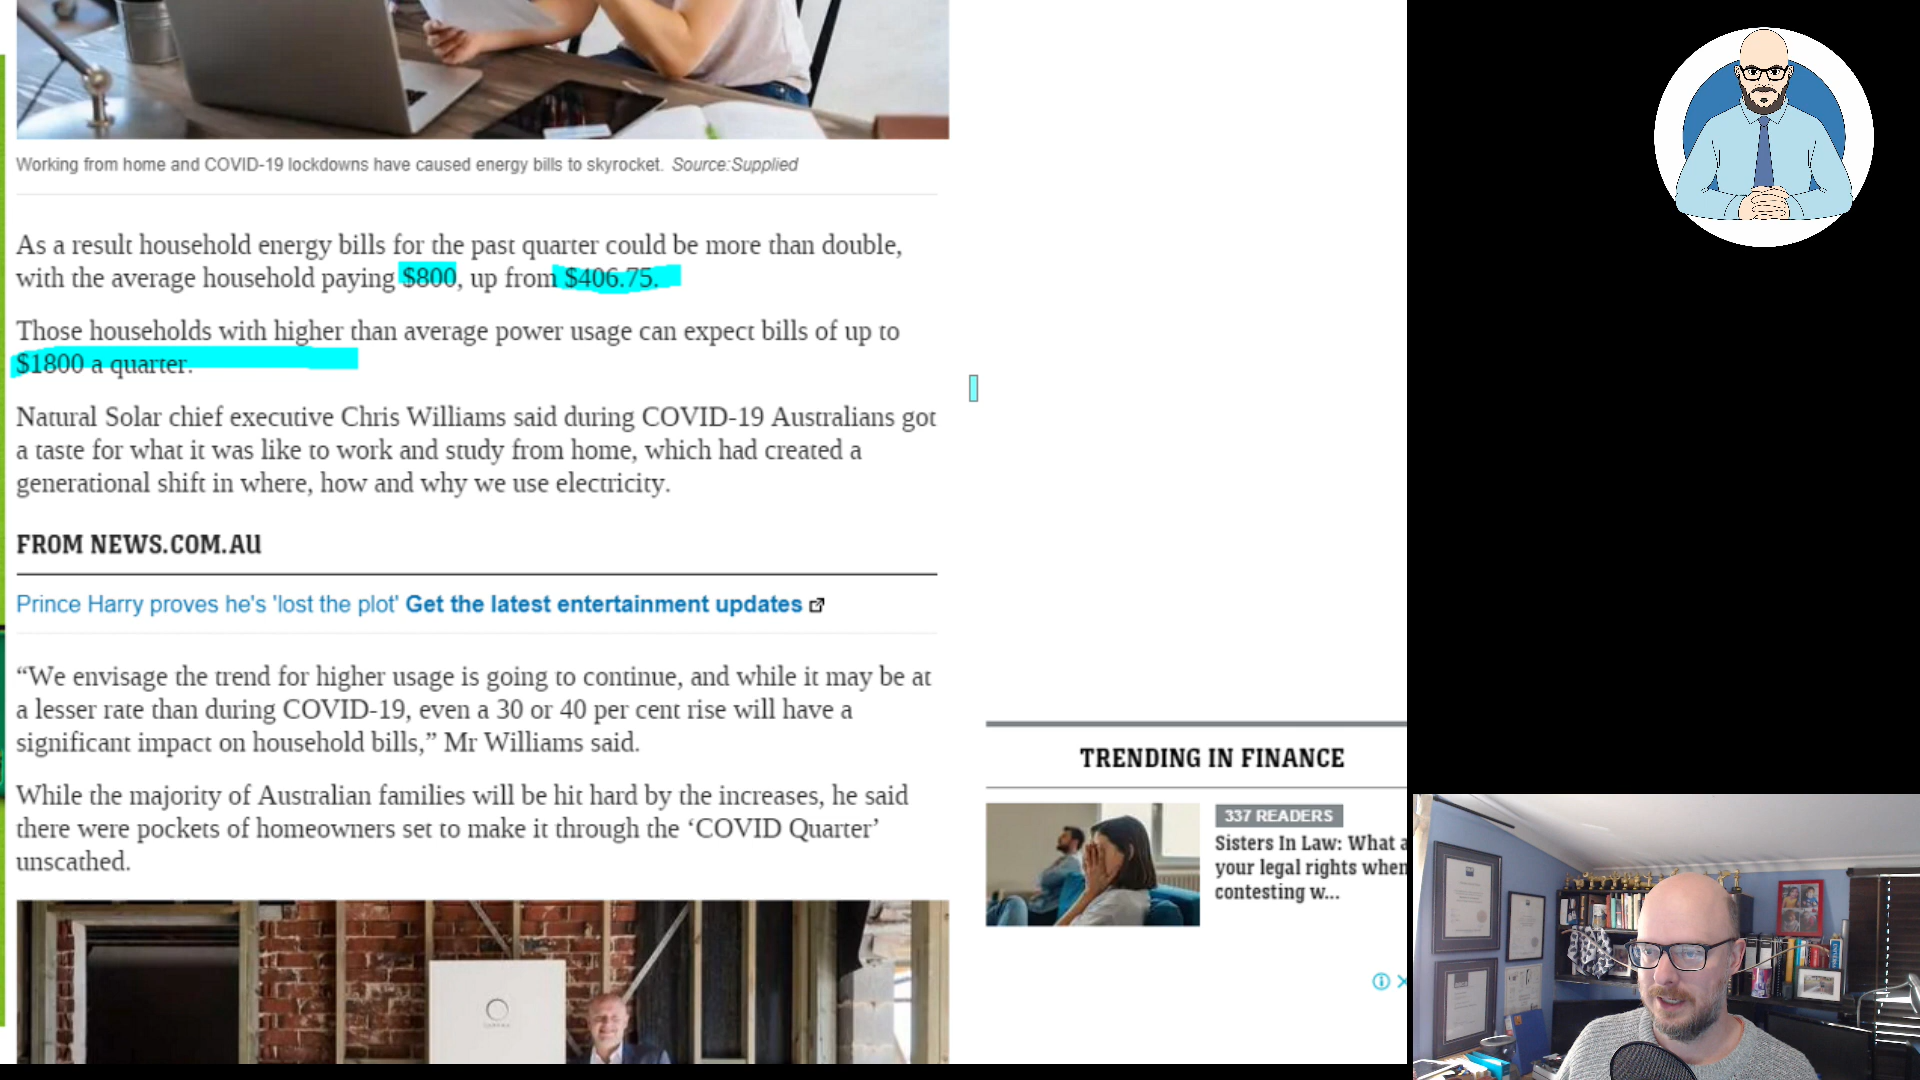 Working from home and COVID-19 lockdowns have caused energy bills to skyrocket. Source:Supplied
As a result household energy bills for the past quarter could be more than double,
with the average household paying $800, up from $406.75.
Those households with higher than average power usage can expect bills of up to
$1800 a quarter.
Natural Solar chief executive Chris Williams said during COVID-19 Australians got
a taste for what it was like to work and study from home, which had created a
generational shift in where, how and why we use electricity.
FROM NEWS.COM.AU
Prince Harry proves he's 'lost the plot' Get the latest entertainment updates
“We envisage the trend for higher usage is going to continue, and while it may be at
a lesser rate than during COVID-19, even a 30 or 40 per cent rise will have a
significant impact on household bills,” Mr Williams said.
While the majority of Australian families will be hit hard by the increases, he said
there were pockets of homeowners set to make it through the ‘COVID Quarter’
unscathed.
TRENDING IN FINANCE
337 READERS
Sisters In Law: What a
your legal rights when
contesting w...